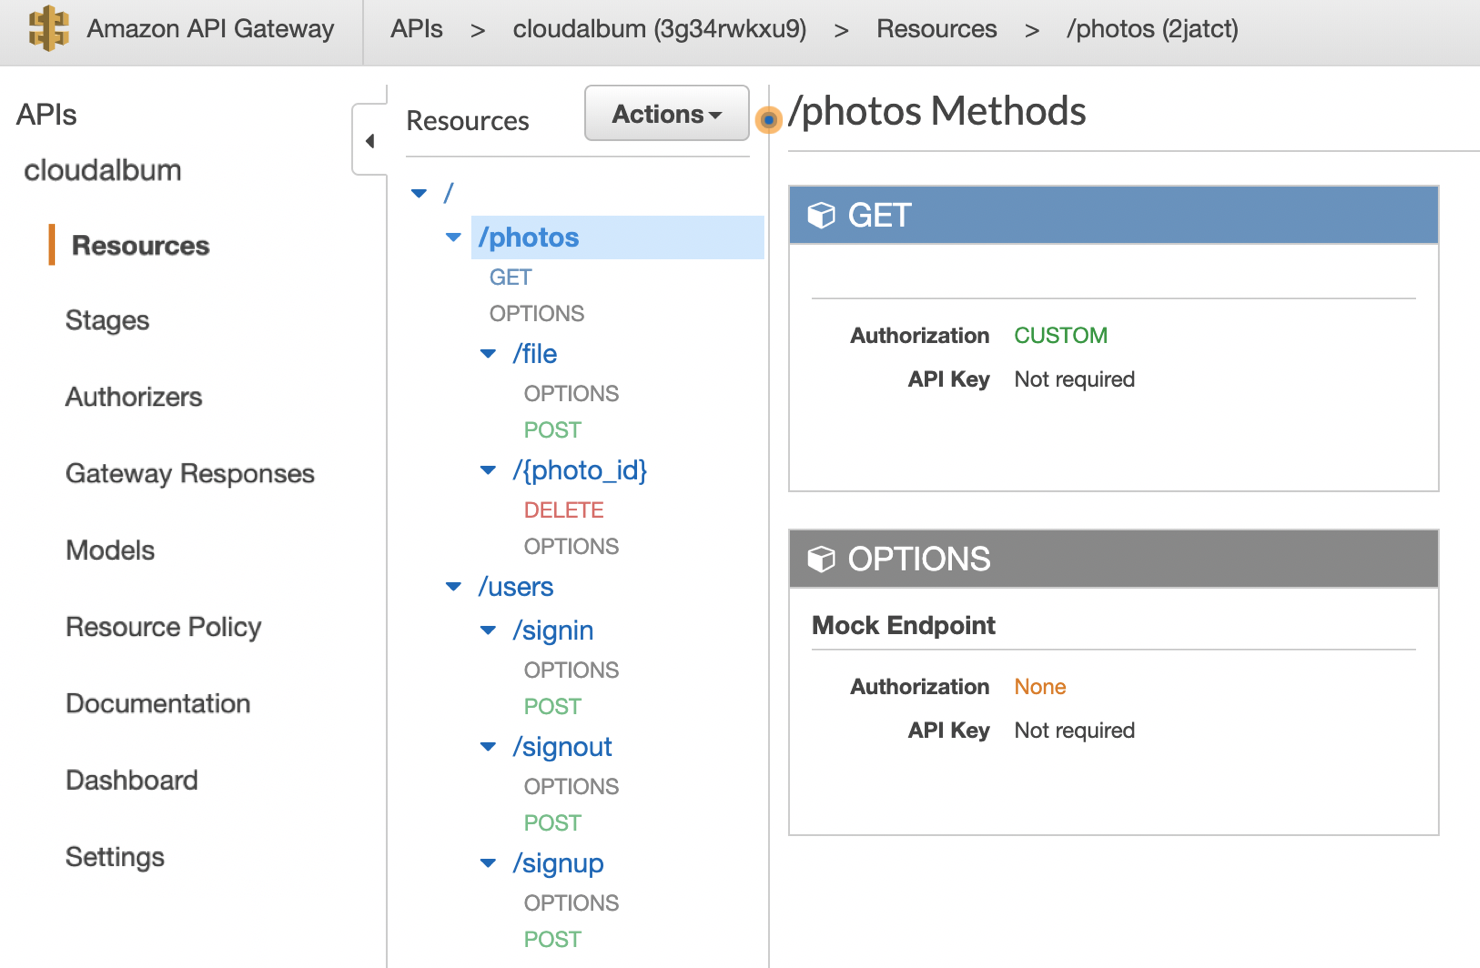 Amazon API Gateway APIs > cloudalbum (3g34rwkxu9) > Resources > /photos (2jatct)
APIs
cloudalbum
Resources
Stages
Authorizers
Gateway Responses
Models
Resource Policy
Documentation
Dashboard
Settings
Resources Actions
/
/photos
GET
OPTIONS
/file
OPTIONS
POST
/{photo_id}
DELETE
OPTIONS
/users
/signin
OPTIONS
POST
/signout
OPTIONS
POST
/signup
OPTIONS
POST
/photos Methods
GET
Authorization CUSTOM
API Key Not required
OPTIONS
Mock Endpoint
Authorization None
API Key Not required